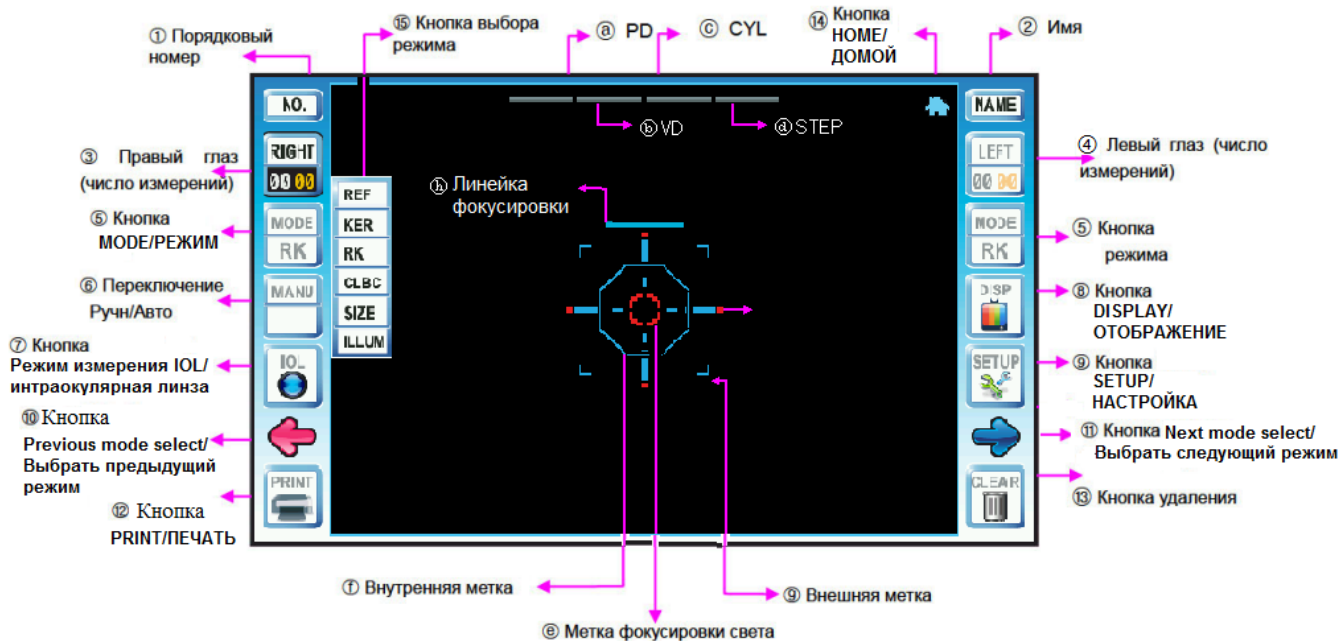 ① Порядковый
номер
⑮ Кнопка выбора
режима
ⓐ PD
ⓒ CYL
⑭ Кнопка
HOME/
ДОМОЙ
② Имя
NO.
NAME
ⓑ VD
ⓓ STEP
③ Правый глаз
(число измерений)
RIGHT
00 00
LEFT
00 00
④ Левый глаз (число
измерений)
REF
KER
RK
CLBC
SIZE
ILLUM
ⓗ Линейка
фокусировки
⑤ Кнопка
MODE/РЕЖИМ
MODE
RK
MODE
RK
⑤ Кнопка
режима
⑥ Переключение
Ручн/Авто
MANU
DISP
⑧ Кнопка
DISPLAY/
ОТОБРАЖЕНИЕ
⑦ Кнопка
Режим измерения IOL/
интраокулярная линза
IOL
SETUP
⑨ Кнопка
SETUP/
НАСТРОЙКА
⑩ Кнопка
Previous mode select/
Выбрать предыдущий
режим
⑪ Кнопка Next mode select/
Выбрать следующий режим
⑫ Кнопка
PRINT/ПЕЧАТЬ
PRINT
CLEAR
⑬ Кнопка удаления
ⓕ Внутренняя метка
⑨ Внешняя метка
ⓔ Метка фокусировки света